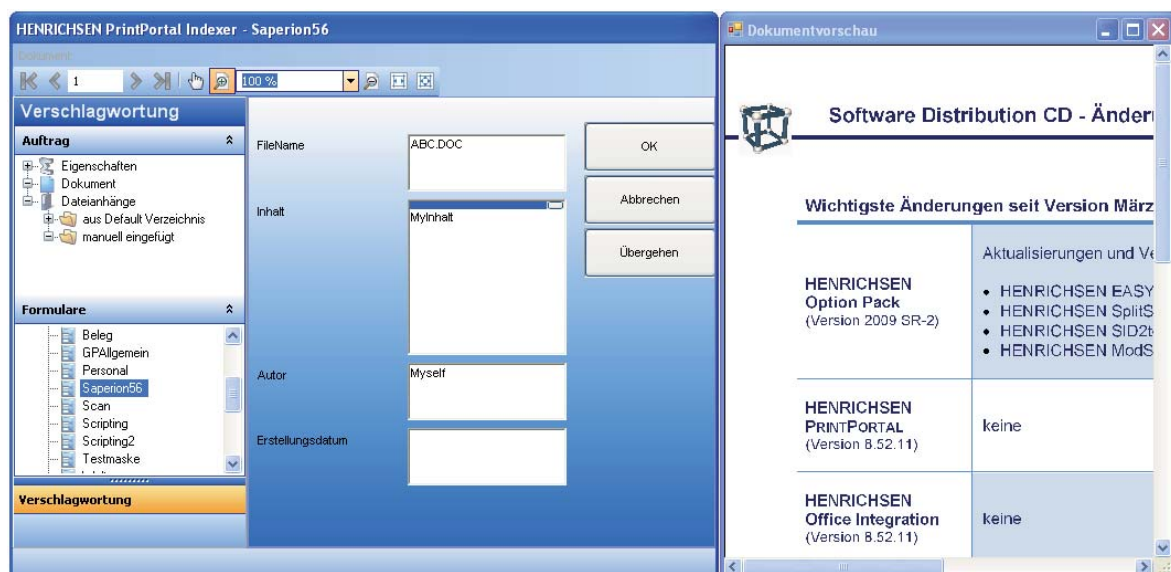 HENRICHSEN PrintPortal Indexer - Saperion56
Dokument
1
100 %
Verschlagwortung
Auftrag
Eigenschaften
Dokument
Dateianhänge
aus Default Verzeichnis
manuell eingefügt
Formulare
Beleg
GPAllgemein
Personal
Saperion56
Scan
Scripting
Scripting2
Testmaske
Verschlagwortung
FileName
ABC.DOC
Inhalt
MyInhalt
Autor
Myself
Erstellungsdatum
OK
Abbrechen
Übergehen
Dokumentvorschau
Software Distribution CD - Änder
Wichtigste Änderungen seit Version März
HENRICHSEN
Option Pack
(Version 2009 SR-2)
Aktualisierungen und Ve
• HENRICHSEN EASY
• HENRICHSEN SplitS
• HENRICHSEN SID2t
• HENRICHSEN ModS
HENRICHSEN
PRINTPORTAL
(Version 8.52.11)
keine
HENRICHSEN
Office Integration
(Version 8.52.11)
keine